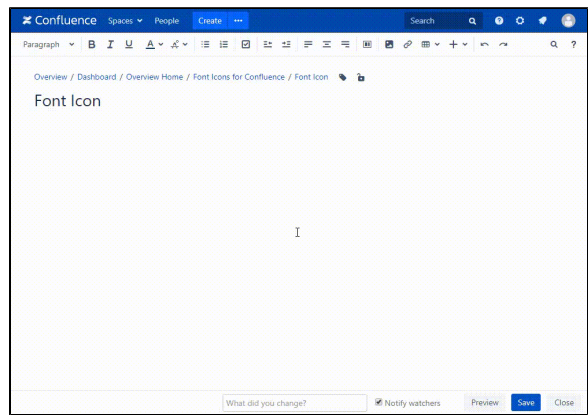 Confluence Spaces People Create ••• Search
Paragraph B I U A
Overview / Dashboard / Overview Home / Font Icons for Confluence / Font Icon
Font Icon
What did you change? Notify watchers Preview Save Close